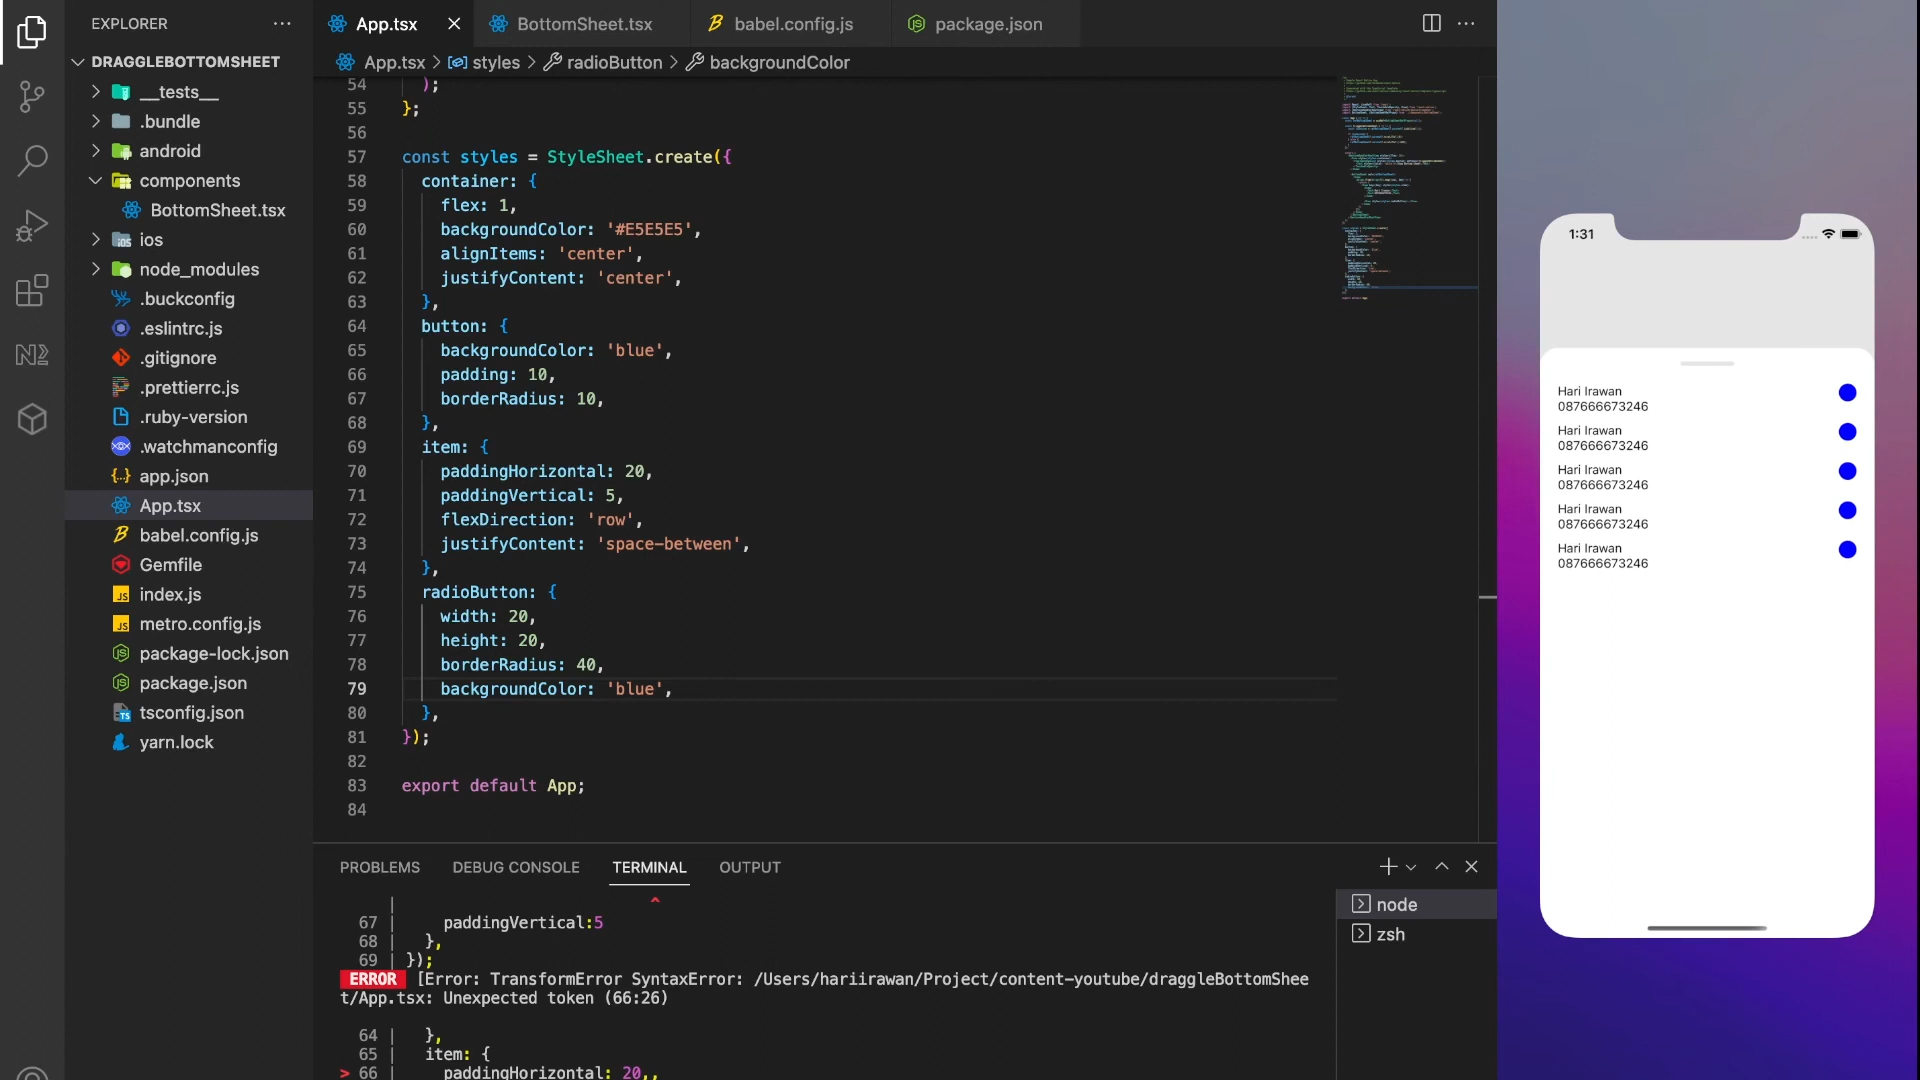 EXPLORER
DRAGGLEBOTTOMSHEET
__tests__
.bundle
android
components
BottomSheet.tsx
ios
node_modules
.buckconfig
.eslintrc.js
.gitignore
.prettierrc.js
.ruby-version
.watchmanconfig
app.json
App.tsx
babel.config.js
Gemfile
index.js
metro.config.js
package-lock.json
package.json
tsconfig.json
yarn.lock
App.tsx
BottomSheet.tsx
babel.config.js
package.json
App.tsx > styles > radioButton > backgroundColor
54 );
55 };
56
57 const styles = StyleSheet.create({
58 container: {
59 flex: 1,
60 backgroundColor: '#E5E5E5',
61 alignItems: 'center',
62 justifyContent: 'center',
63 },
64 button: {
65 backgroundColor: 'blue',
66 padding: 10,
67 borderRadius: 10,
68 },
69 item: {
70 paddingHorizontal: 20,
71 paddingVertical: 5,
72 flexDirection: 'row',
73 justifyContent: 'space-between',
74 },
75 radioButton: {
76 width: 20,
77 height: 20,
78 borderRadius: 40,
79 backgroundColor: 'blue',
80 },
81 });
82
83 export default App;
84
PROBLEMS
DEBUG CONSOLE
TERMINAL
OUTPUT
| ^
67 | paddingVertical:5
68 | },
69 | });
ERROR [Error: TransformError SyntaxError: /Users/hariirawan/Project/content-youtube/draggleBottomShee
t/App.tsx: Unexpected token (66:26)
64 | },
65 | item: {
> 66 | paddingHorizontal: 20,,
node
zsh
1:31
Hari Irawan
087666673246
Hari Irawan
087666673246
Hari Irawan
087666673246
Hari Irawan
087666673246
Hari Irawan
087666673246